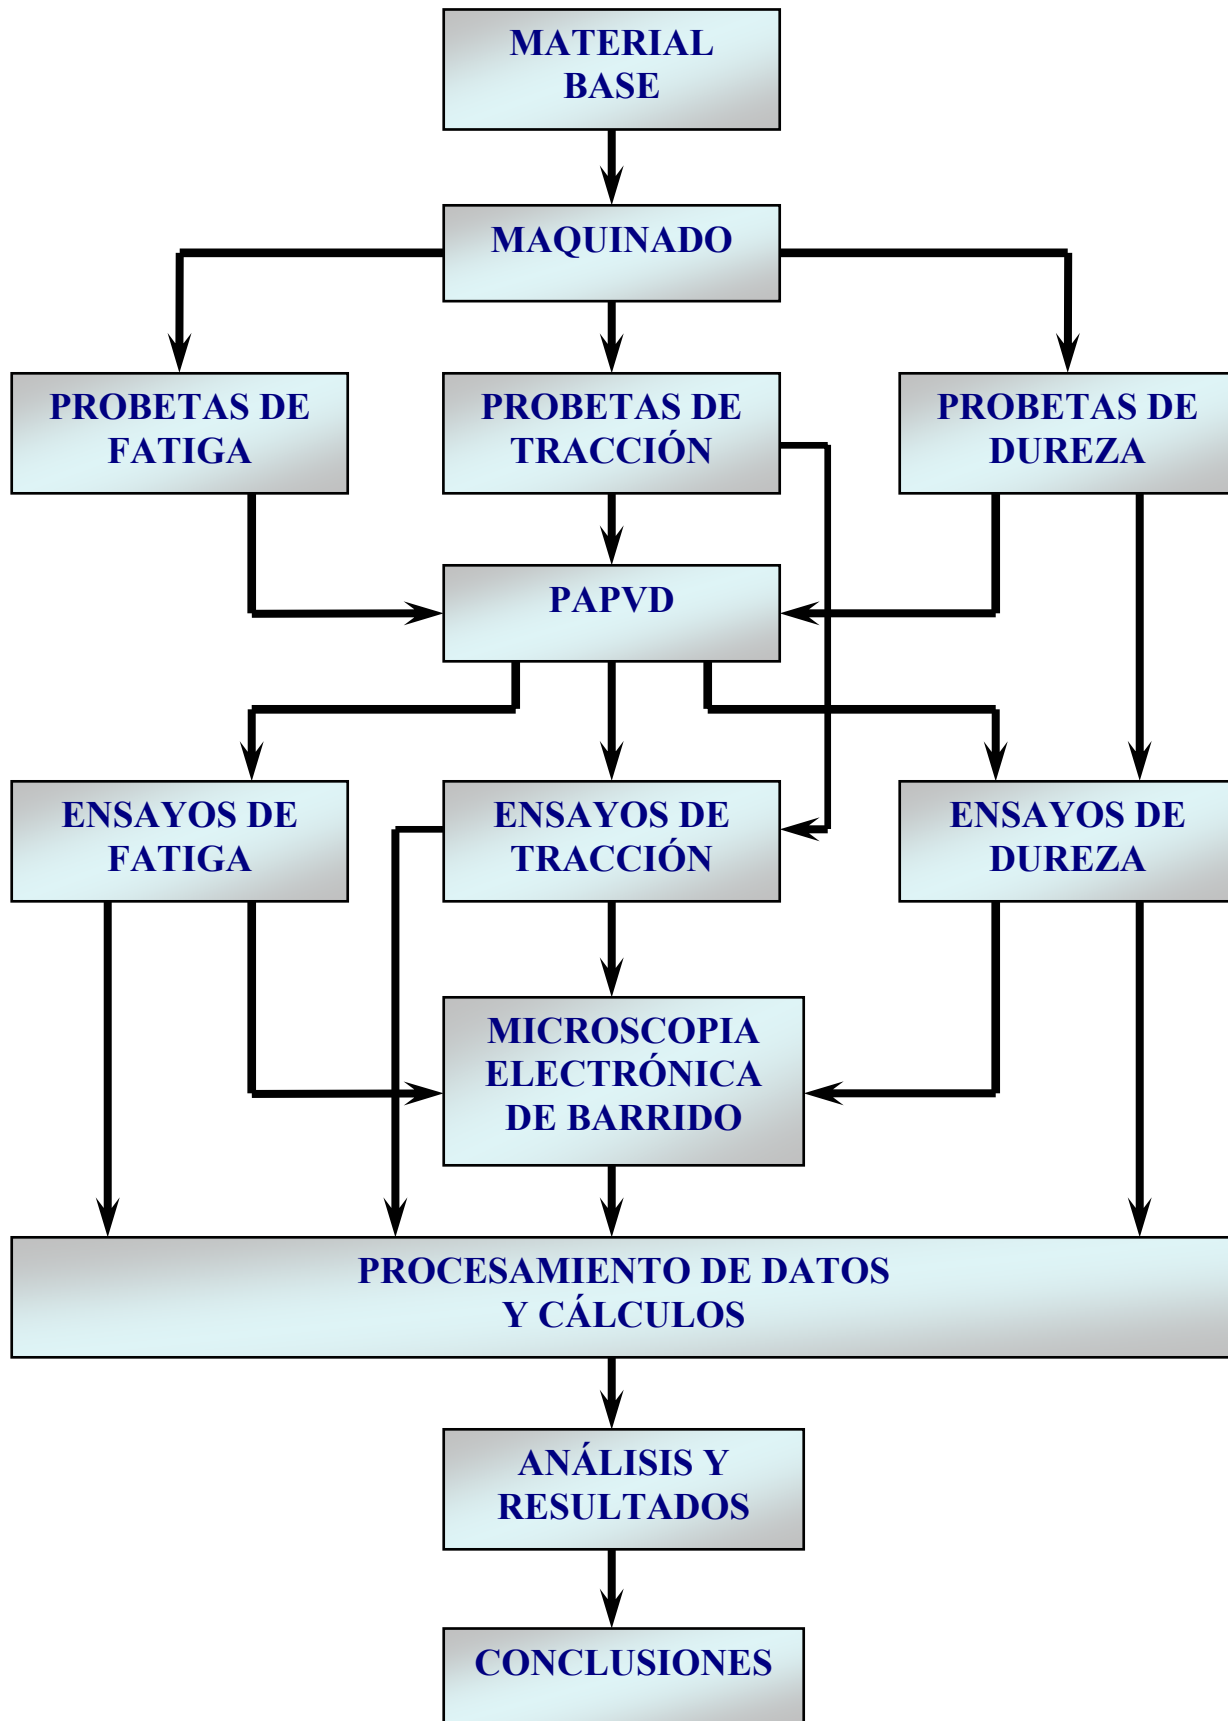 MATERIAL
BASE
MAQUINADO
PROBETAS DE
FATIGA
PROBETAS DE
TRACCIÓN
PROBETAS DE
DUREZA
PAPVD
ENSAYOS DE
FATIGA
ENSAYOS DE
TRACCIÓN
ENSAYOS DE
DUREZA
MICROSCOPIA
ELECTRÓNICA
DE BARRIDO
PROCESAMIENTO DE DATOS
Y CÁLCULOS
ANÁLISIS Y
RESULTADOS
CONCLUSIONES